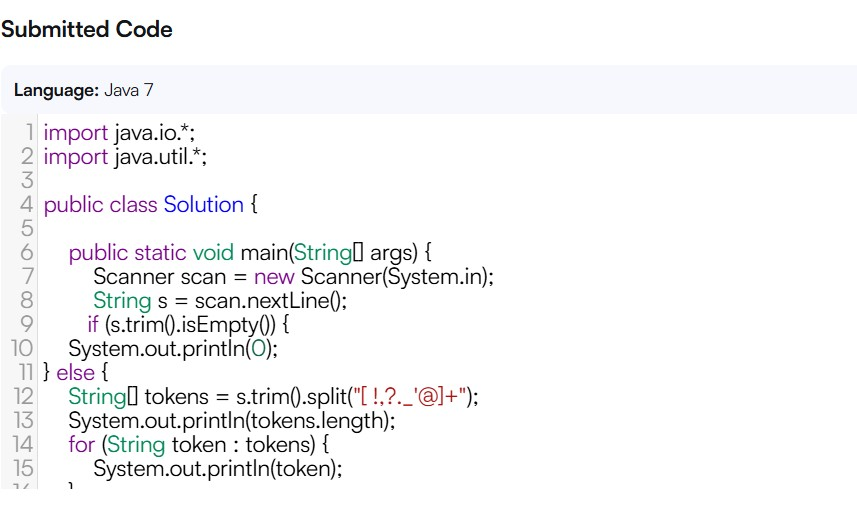 Submitted Code
Language: Java 7
1 import java.io.*;
2 import java.util.*;
3
4 public class Solution {
5
6 public static void main(String[] args) {
7 Scanner scan = new Scanner(System.in);
8 String s = scan.nextLine();
9 if (s.trim().isEmpty()) {
10 System.out.println(0);
11 } else {
12 String[] tokens = s.trim().split("[ !,?._'@]+");
13 System.out.println(tokens.length);
14 for (String token : tokens) {
15 System.out.println(token);